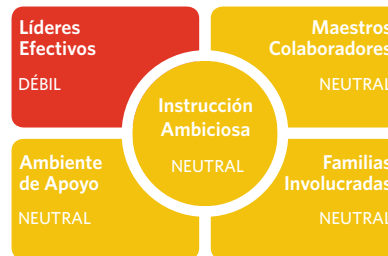 Líderes
Efectivos
DÉBIL
Maestros
Colaboradores
NEUTRAL
Instrucción
Ambiciosa
NEUTRAL
Ambiente
de Apoyo
NEUTRAL
Familias
Involucradas
NEUTRAL